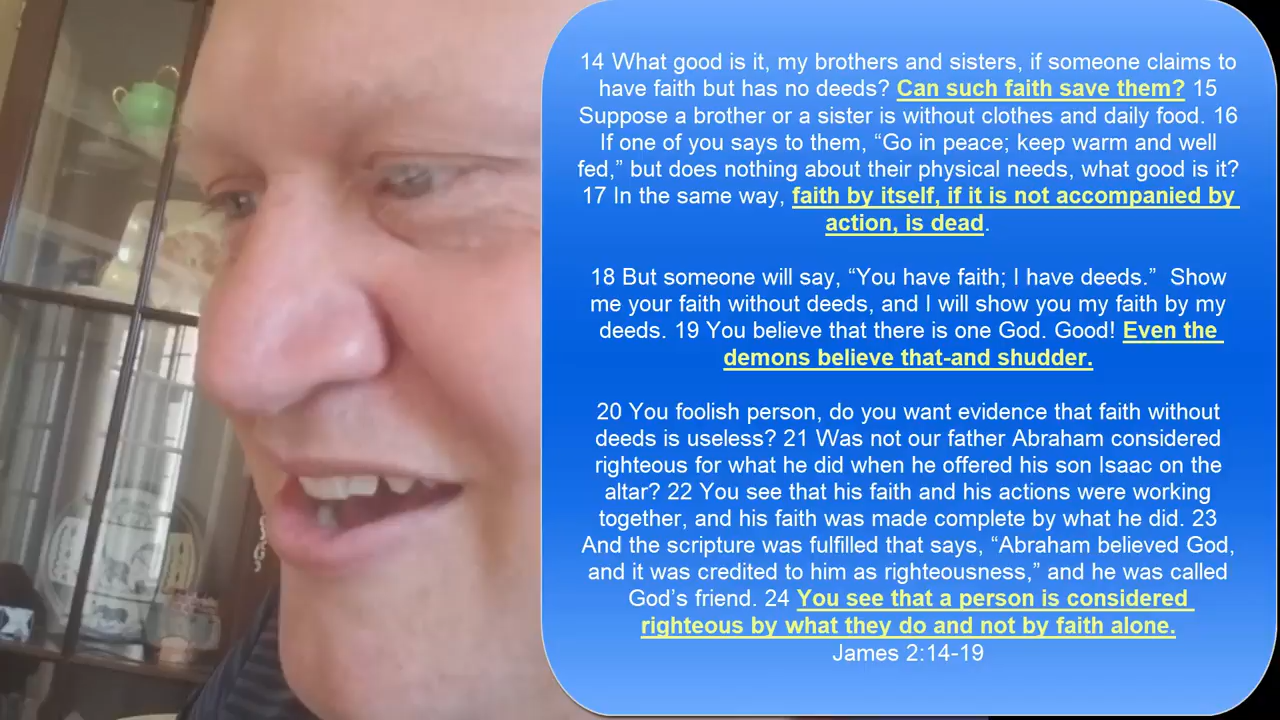 14 What good is it, my brothers and sisters, if someone claims to
have faith but has no deeds? Can such faith save them? 15
Suppose a brother or a sister is without clothes and daily food. 16
If one of you says to them, “Go in peace; keep warm and well
fed,” but does nothing about their physical needs, what good is it?
17 In the same way, faith by itself, if it is not accompanied by
action, is dead.
18 But someone will say, “You have faith; I have deeds.”  Show
me your faith without deeds, and I will show you my faith by my
deeds. 19 You believe that there is one God. Good! Even the
demons believe that-and shudder.
20 You foolish person, do you want evidence that faith without
deeds is useless? 21 Was not our father Abraham considered
righteous for what he did when he offered his son Isaac on the
altar? 22 You see that his faith and his actions were working
together, and his faith was made complete by what he did. 23
And the scripture was fulfilled that says, “Abraham believed God,
and it was credited to him as righteousness,” and he was called
God’s friend. 24 You see that a person is considered
righteous by what they do and not by faith alone.
James 2:14-19